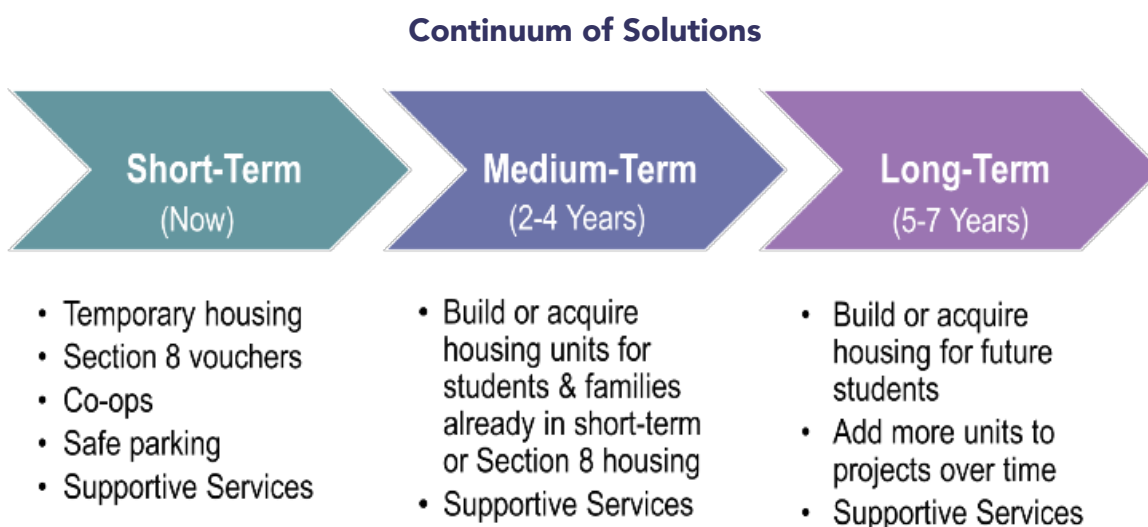 Continuum of Solutions
Short-Term
(Now)
• Temporary housing
• Section 8 vouchers
• Co-ops
• Safe parking
• Supportive Services
Medium-Term
(2-4 Years)
• Build or acquire
housing units for
students & families
already in short-term
or Section 8 housing
• Supportive Services
Long-Term
(5-7 Years)
• Build or acquire
housing for future
students
• Add more units to
projects over time
• Supportive Services